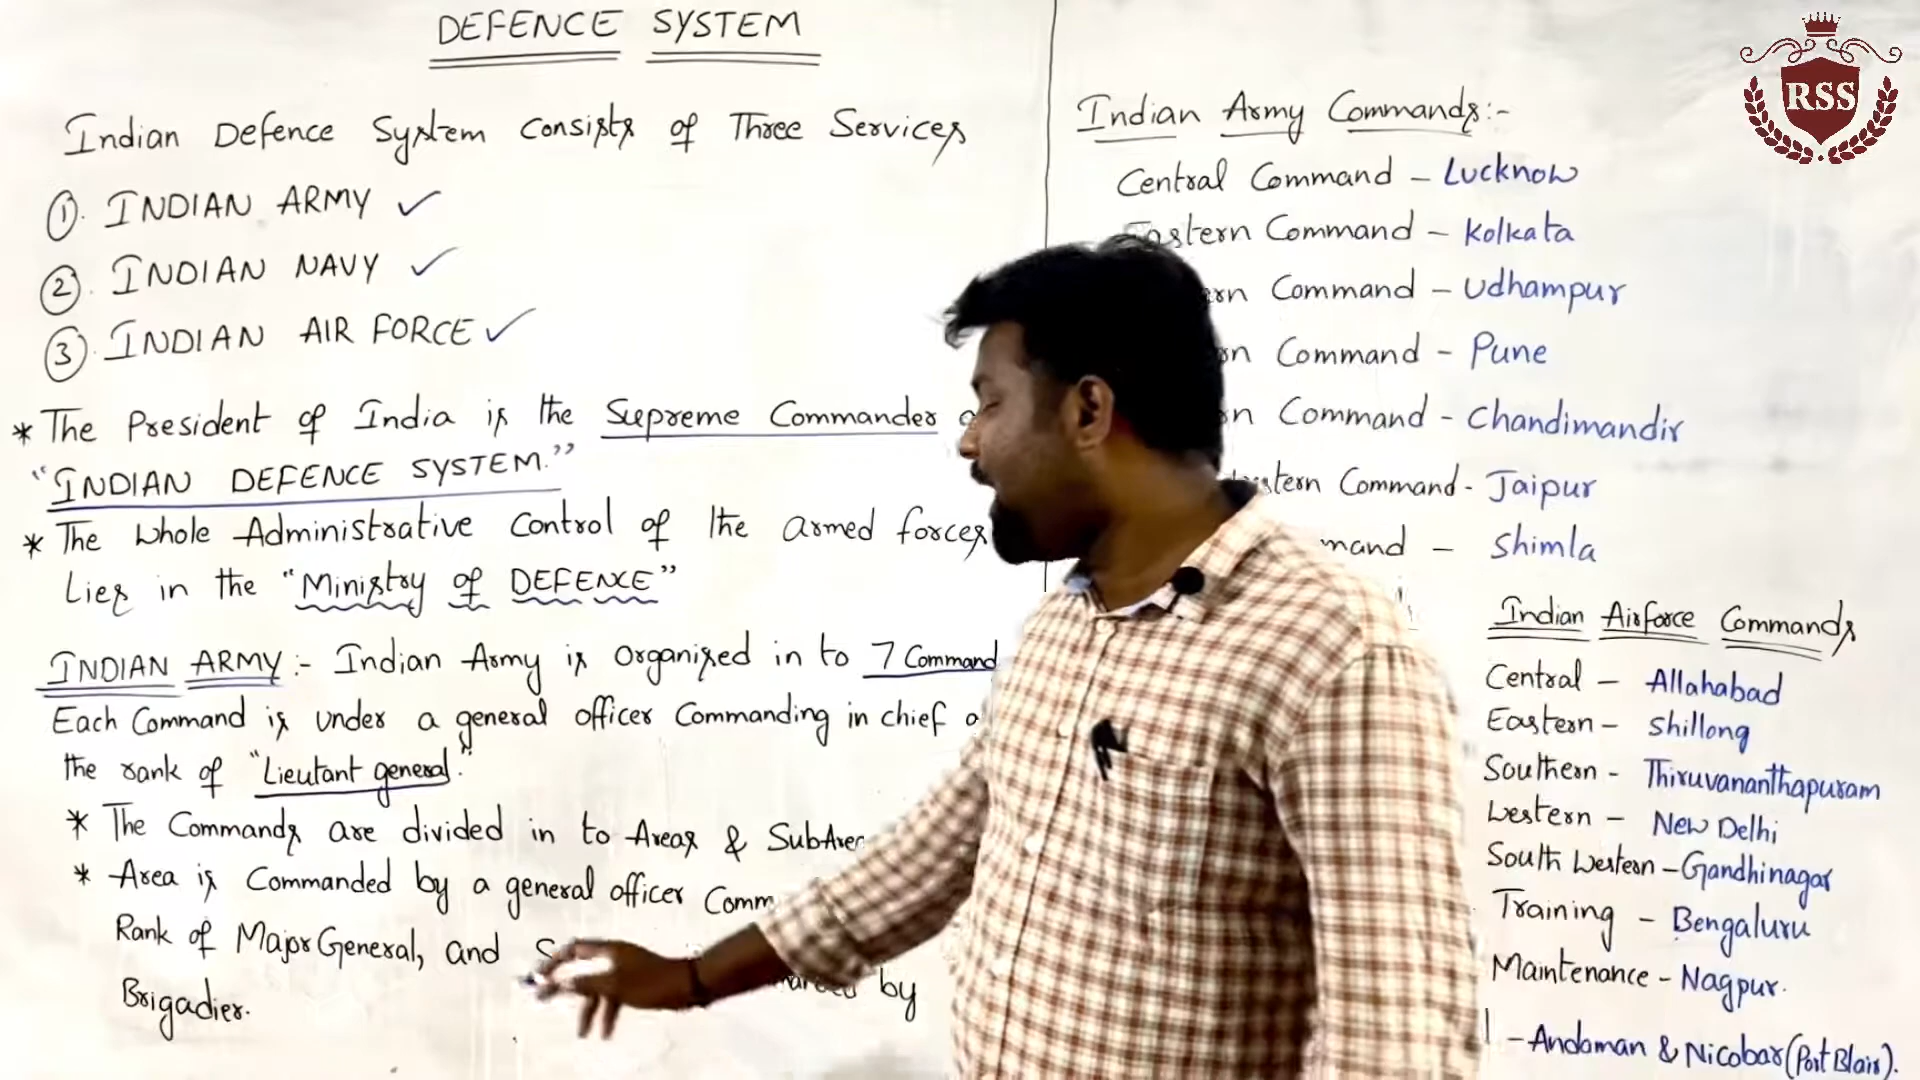 DEFENCE SYSTEM
Indian Defence System Consists of Three Services
1. INDIAN ARMY
2. INDIAN NAVY
3. INDIAN AIR FORCE
* The President of India is the Supreme Commander
"INDIAN DEFENCE SYSTEM."
* The Whole Administrative Control of the armed forces
Lies in the "Ministry of DEFENCE"
INDIAN ARMY:- Indian Army is Organised in to 7 Command
Each Command is under a general officer Commanding in chief
the rank of "Lieutant general."
* The Commands are divided in to Areas & SubArea
* Area is Commanded by a general officer Comm
Rank of Major General, and by
Brigadier.
Indian Army Commands:-
Central Command - Lucknow
Eastern Command - Kolkata
Command - Udhampur
Command - Pune
Command - Chandimandir
stern Command - Jaipur
mand - Shimla
Indian Airforce Commands
Central - Allahabad
Eastern - Shillong
Southern - Thiruvananthapuram
Western - New Delhi
South Western - Gandhinagar
Training - Bengaluru
Maintenance - Nagpur.
- Andaman & Nicobar (Port Blair).
RSS